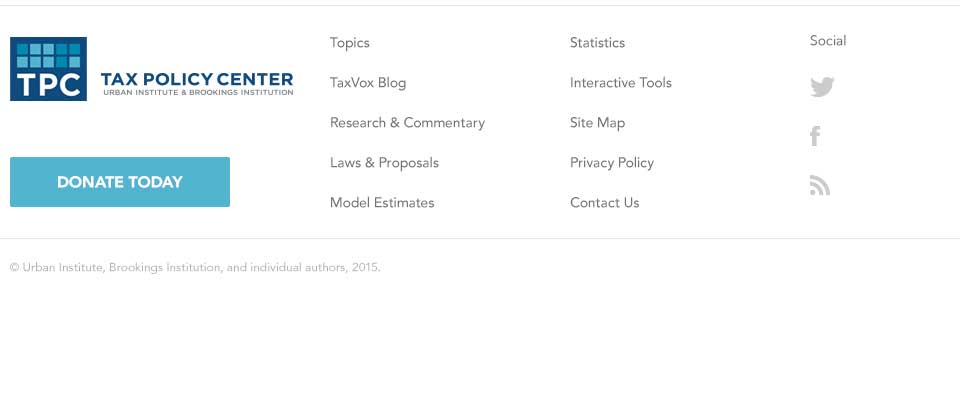 TPC
TAX POLICY CENTER
URBAN INSTITUTE & BROOKINGS INSTITUTION
DONATE TODAY
Topics
TaxVox Blog
Research & Commentary
Laws & Proposals
Model Estimates
Statistics
Interactive Tools
Site Map
Privacy Policy
Contact Us
Social
© Urban Institute, Brookings Institution, and individual authors, 2015.